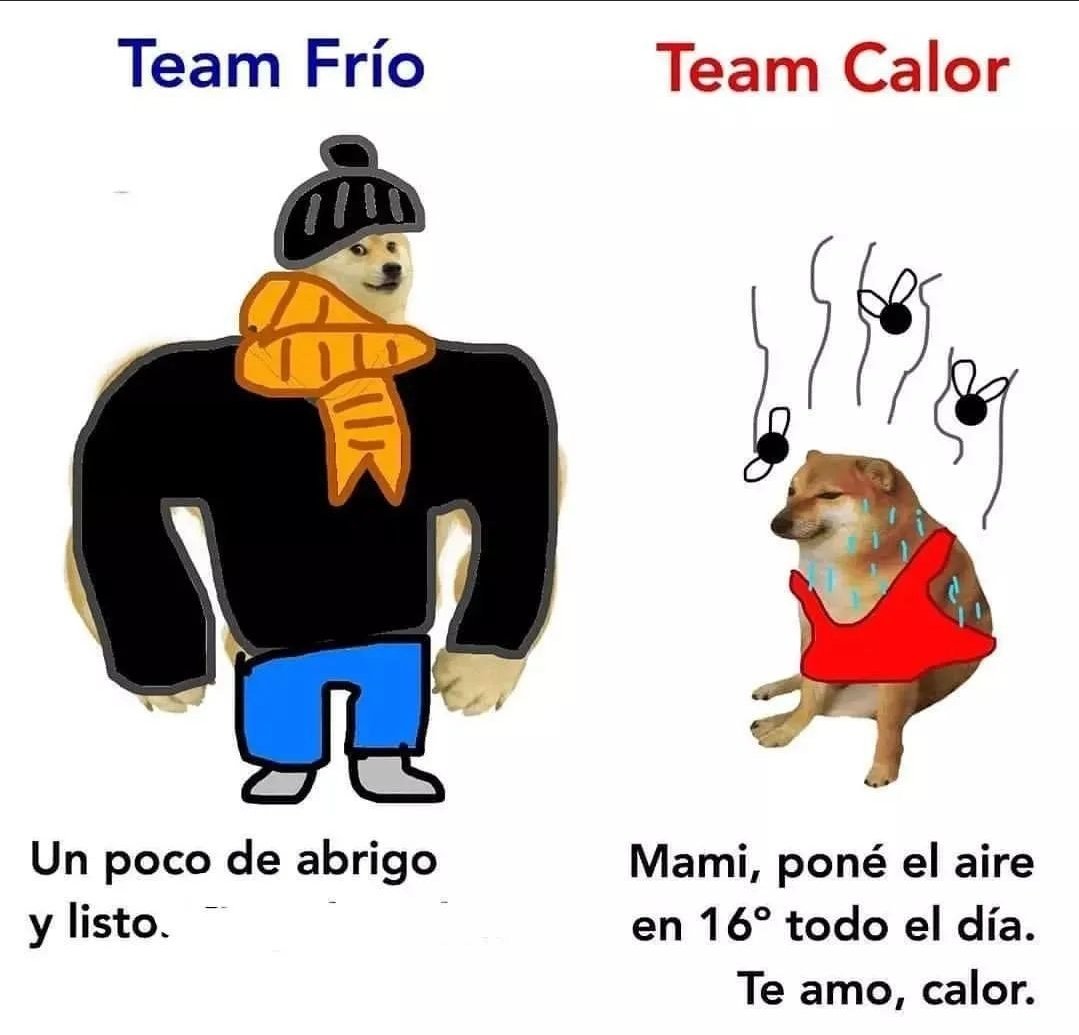 Team Frío
Team Calor
Un poco de abrigo
y listo.
Mami, poné el aire
en 16° todo el día.
Te amo, calor.